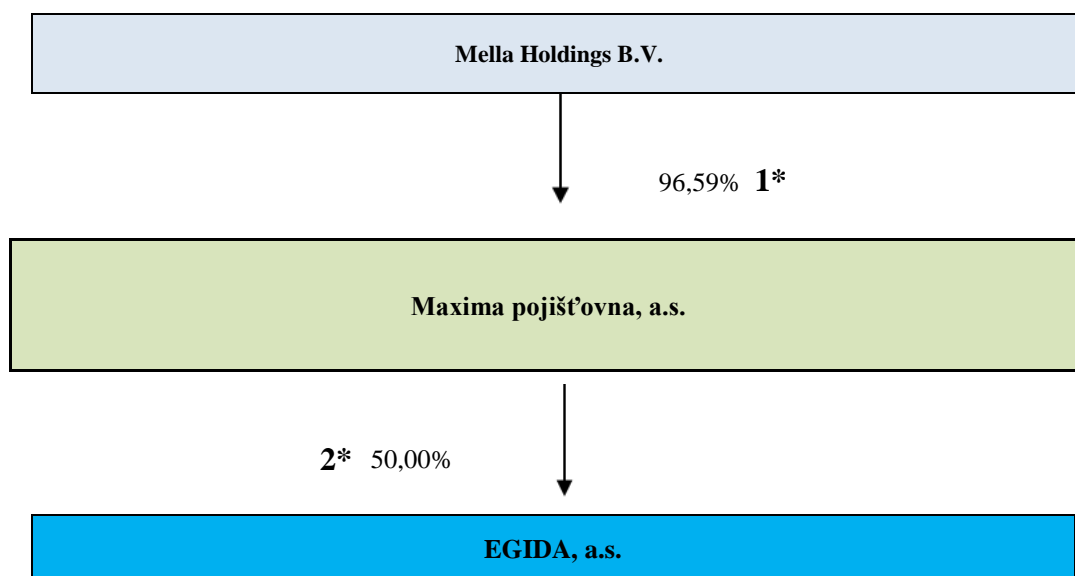 Mella Holdings B.V.
96,59% 1*
Maxima pojišťovna, a.s.
2* 50,00%
EGIDA, a.s.